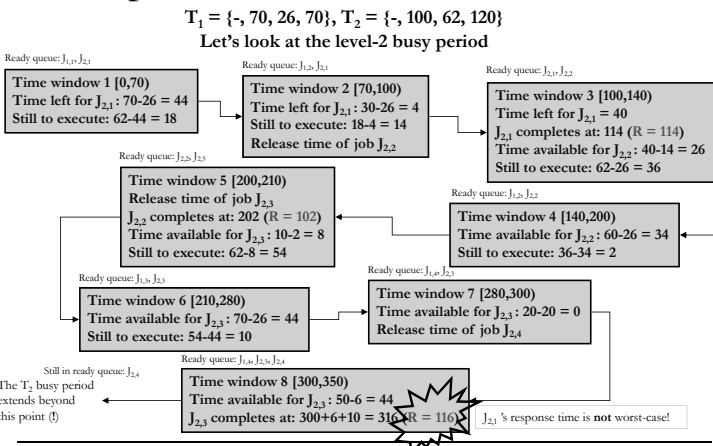 T1 = {-, 70, 26, 70}, T2 = {-, 100, 62, 120}
Let's look at the level-2 busy period
Ready queue: J1,1, J2,1
Time window 1 [0,70)
Time left for J2,1: 70-26 = 44
Still to execute: 62-44 = 18
Ready queue: J1,2, J2,1
Time window 2 [70,100)
Time left for J2,1: 30-26 = 4
Still to execute: 18-4 = 14
Release time of job J2,2
Ready queue: J2,1, J2,2
Time window 3 [100,140)
Time left for J2,1 = 40
J2,1 completes at: 114 (R = 114)
Time available for J2,2: 40-14 = 26
Still to execute: 62-26 = 36
Ready queue: J1,3, J2,2
Time window 4 [140,200)
Time available for J2,2: 60-26 = 34
Still to execute: 36-34 = 2
Ready queue: J2,2, J2,3
Time window 5 [200,210)
Release time of job J2,3
J2,2 completes at: 202 (R = 102)
Time available for J2,3: 10-2 = 8
Still to execute: 62-8 = 54
Ready queue: J1,3, J2,3
Time window 6 [210,280)
Time available for J2,3: 70-26 = 44
Still to execute: 54-44 = 10
Ready queue: J1,4, J2,3
Time window 7 [280,300)
Time available for J2,3: 20-20 = 0
Release time of job J2,4
Ready queue: J1,4, J2,3, J2,4
Time window 8 [300,350)
Time available for J2,3: 50-6 = 44
J2,3 completes at: 300+6+10 = 316 (R = 116)
Still in ready queue: J2,4
The T2 busy period
extends beyond
this point (!)
J2,1 's response time is not worst-case!